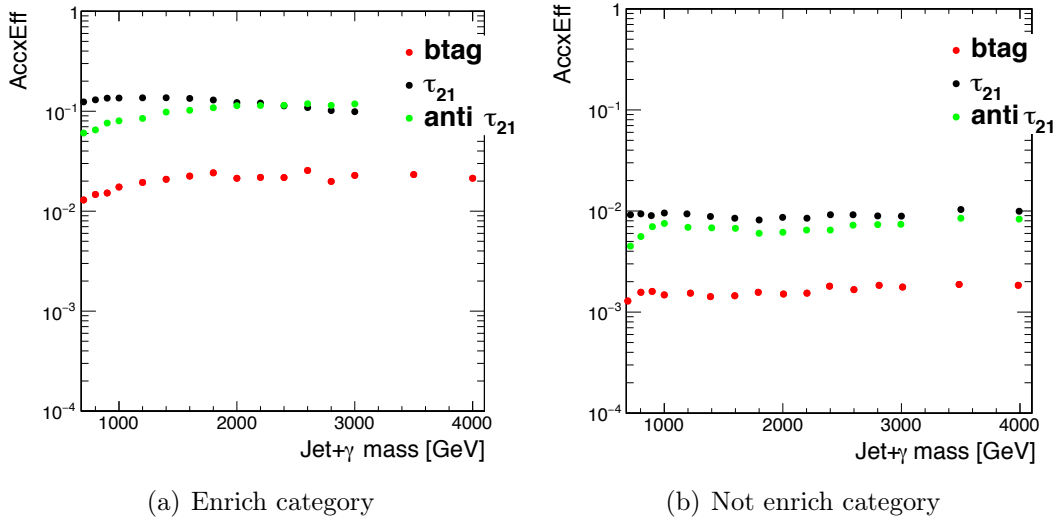 AccxEff
1
10⁻¹
10⁻²
10⁻³
10⁻⁴
1000 2000 3000 4000
Jet+γ mass [GeV]
btag
τ₂₁
anti τ₂₁
(a) Enrich category
AccxEff
1
10⁻¹
10⁻²
10⁻³
10⁻⁴
1000 2000 3000 4000
Jet+γ mass [GeV]
btag
τ₂₁
anti τ₂₁
(b) Not enrich category